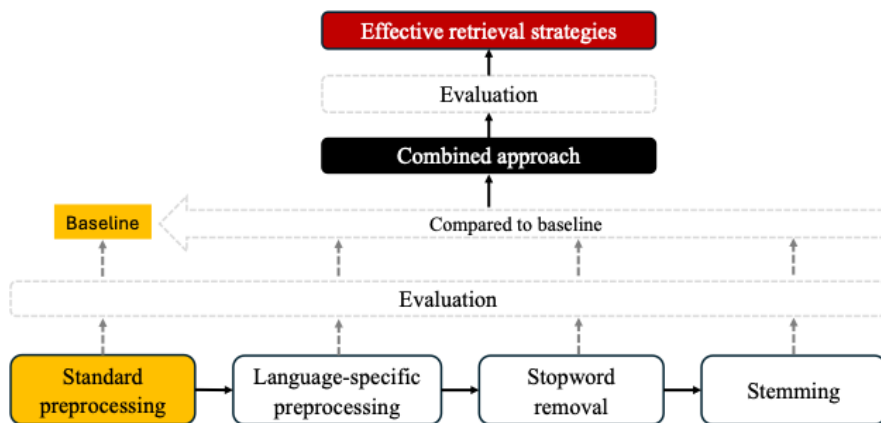 Effective retrieval strategies
Evaluation
Combined approach
Baseline
Compared to baseline
Evaluation
Standard
preprocessing
Language-specific
preprocessing
Stopword
removal
Stemming